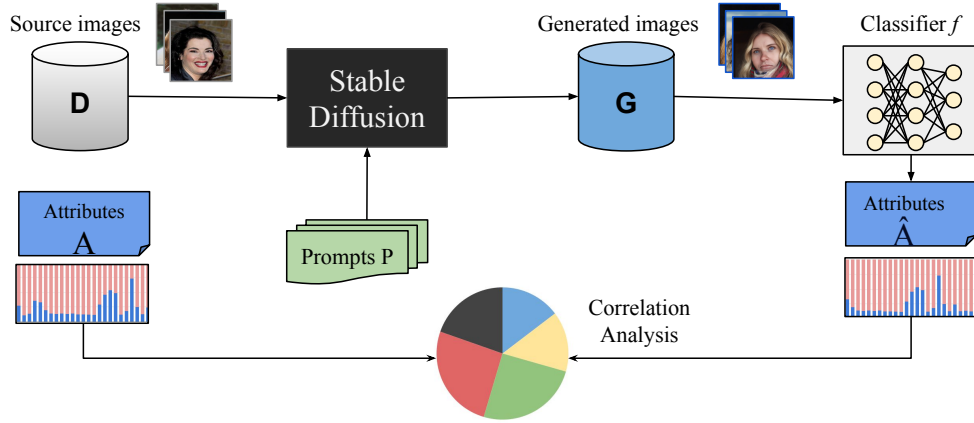 Source images
Generated images
Classifier f
D
Stable
Diffusion
G
Attributes
A
Prompts P
Attributes
Â
Correlation
Analysis